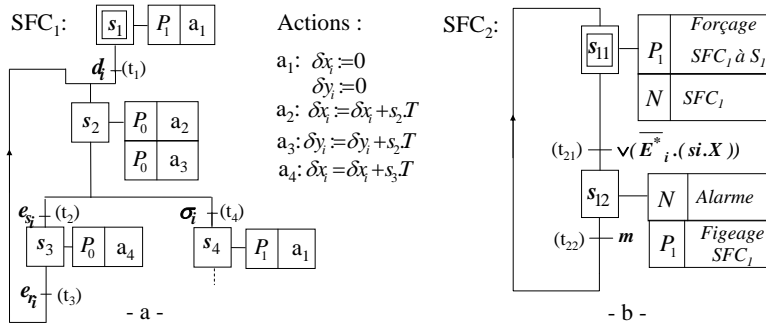 SFC₁:
s₁ P₁ a₁
dᵢ (t₁)
s₂ P₀ a₂
P₀ a₃
e_sᵢ (t₂)
σᵢ (t₄)
s₃ P₀ a₄
s₄ P₁ a₁
e_rᵢ (t₃)
- a -
Actions :
a₁: δxᵢ:=0
δyᵢ:=0
a₂: δxᵢ:=δxᵢ+s₂.T
a₃:δyᵢ:=δyᵢ+s₂.T
a₄:δxᵢ=δxᵢ+s₃.T
SFC₂:
s₁₁ P₁ Forçage
SFC₁ à S₁
N SFC₁
(t₂₁) ∨(E̅*̅ᵢ.(si.X))
s₁₂ N Alarme
P₁ Figeage
SFC₁
(t₂₂) m
- b -